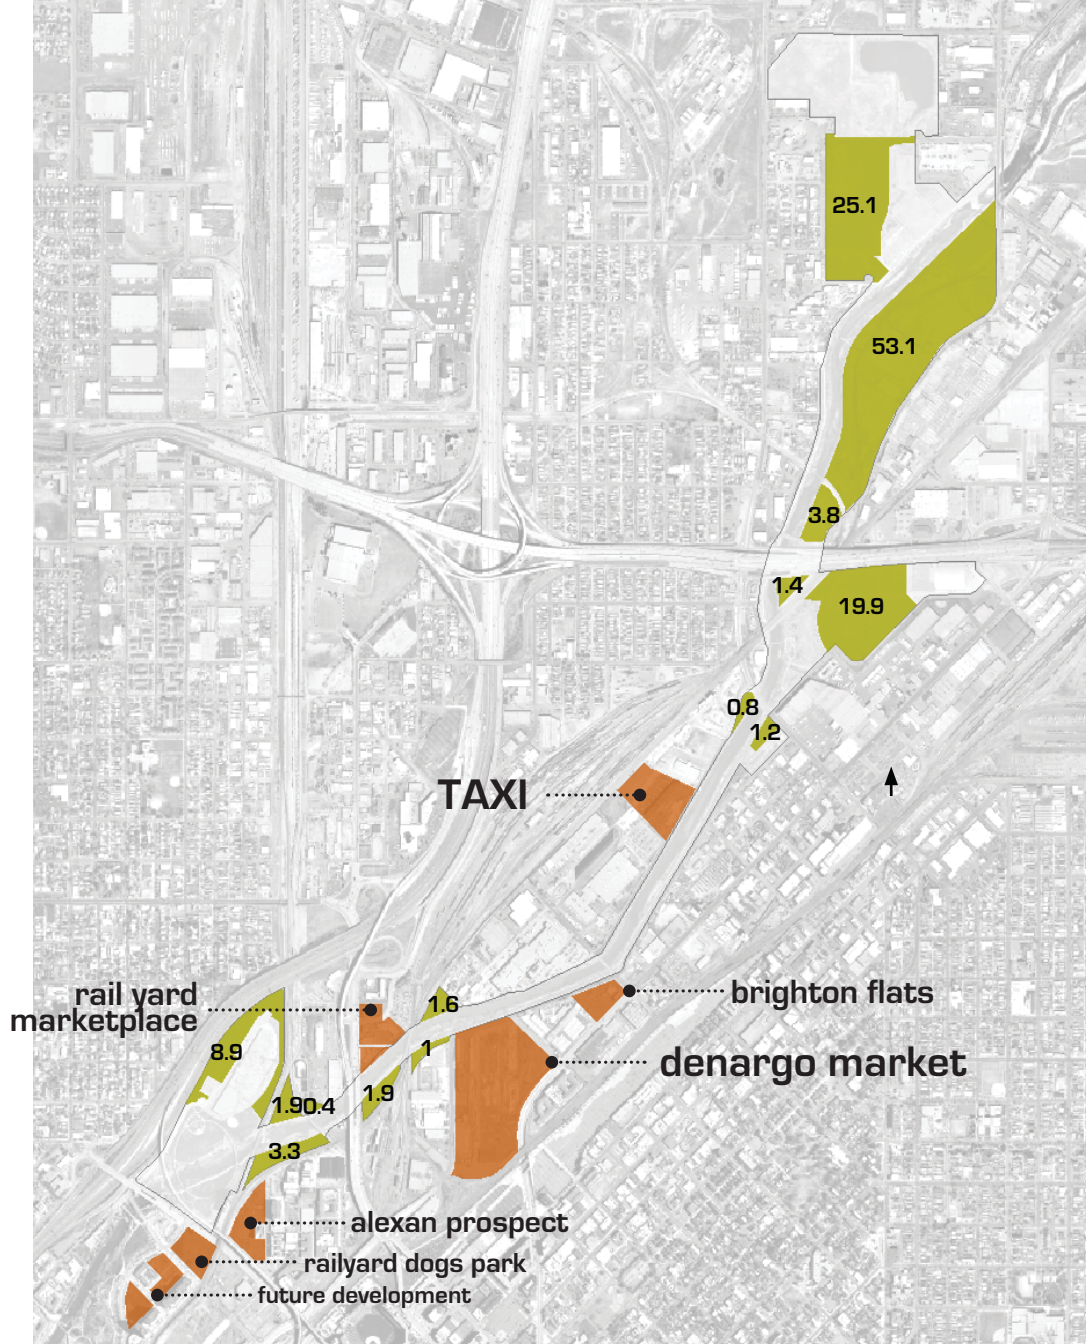 25.1
53.1
3.8
1.4
19.9
0.8
1.2
TAXI
rail yard
marketplace
1.6
brighton flats
8.9
1
denargo market
1.9
1.9
0.4
3.3
alexan prospect
railyard dogs park
future development